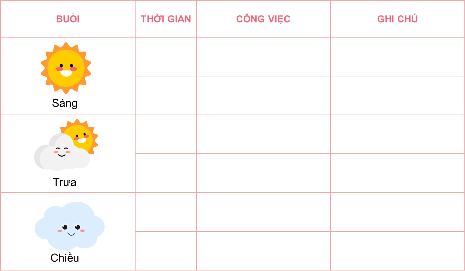 BUỔI THỜI GIAN CÔNG VIỆC GHI CHÚ
Sáng
Trưa
Chiều